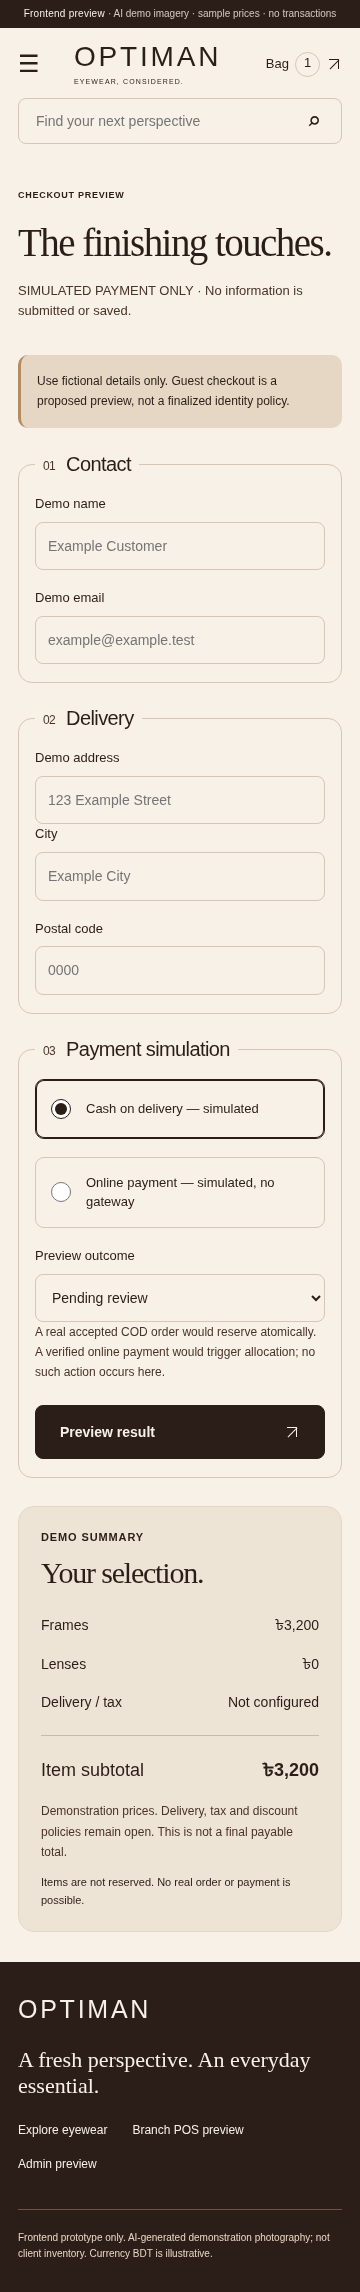 Frontend preview · AI demo imagery · sample prices · no transactions
OPTIMAN
EYEWEAR, CONSIDERED.
Bag 1
Find your next perspective
CHECKOUT PREVIEW
The finishing touches.
SIMULATED PAYMENT ONLY · No information is
submitted or saved.
Use fictional details only. Guest checkout is a
proposed preview, not a finalized identity policy.
01 Contact
Demo name
Example Customer
Demo email
example@example.test
02 Delivery
Demo address
123 Example Street
City
Example City
Postal code
0000
03 Payment simulation
Cash on delivery — simulated
Online payment — simulated, no
gateway
Preview outcome
Pending review
A real accepted COD order would reserve atomically.
A verified online payment would trigger allocation; no
such action occurs here.
Preview result
DEMO SUMMARY
Your selection.
Frames ৳3,200
Lenses ৳0
Delivery / tax Not configured
Item subtotal ৳3,200
Demonstration prices. Delivery, tax and discount
policies remain open. This is not a final payable
total.
Items are not reserved. No real order or payment is
possible.
OPTIMAN
A fresh perspective. An everyday
essential.
Explore eyewear Branch POS preview
Admin preview
Frontend prototype only. AI-generated demonstration photography; not
client inventory. Currency BDT is illustrative.